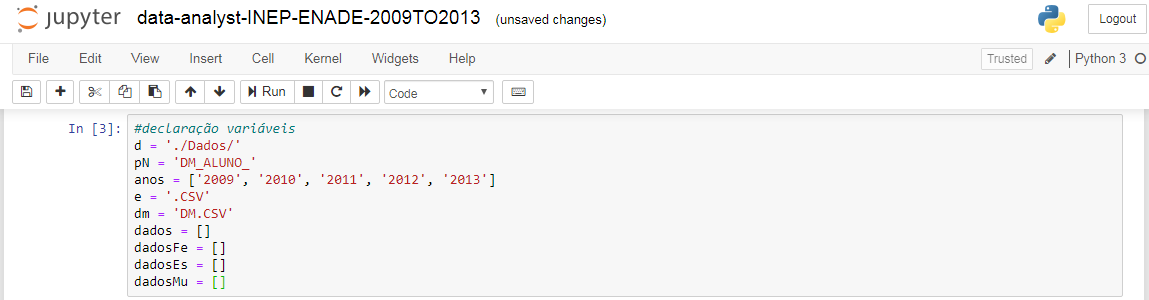 jupyter data-analyst-INEP-ENADE-2009TO2013 (unsaved changes) Logout
File Edit View Insert Cell Kernel Widgets Help Trusted Python 3
Run Code
In [3]: #declaração variáveis
d = './Dados/'
pN = 'DM_ALUNO_'
anos = ['2009', '2010', '2011', '2012', '2013']
e = '.CSV'
dm = 'DM.CSV'
dados = []
dadosFe = []
dadosEs = []
dadosMu = []